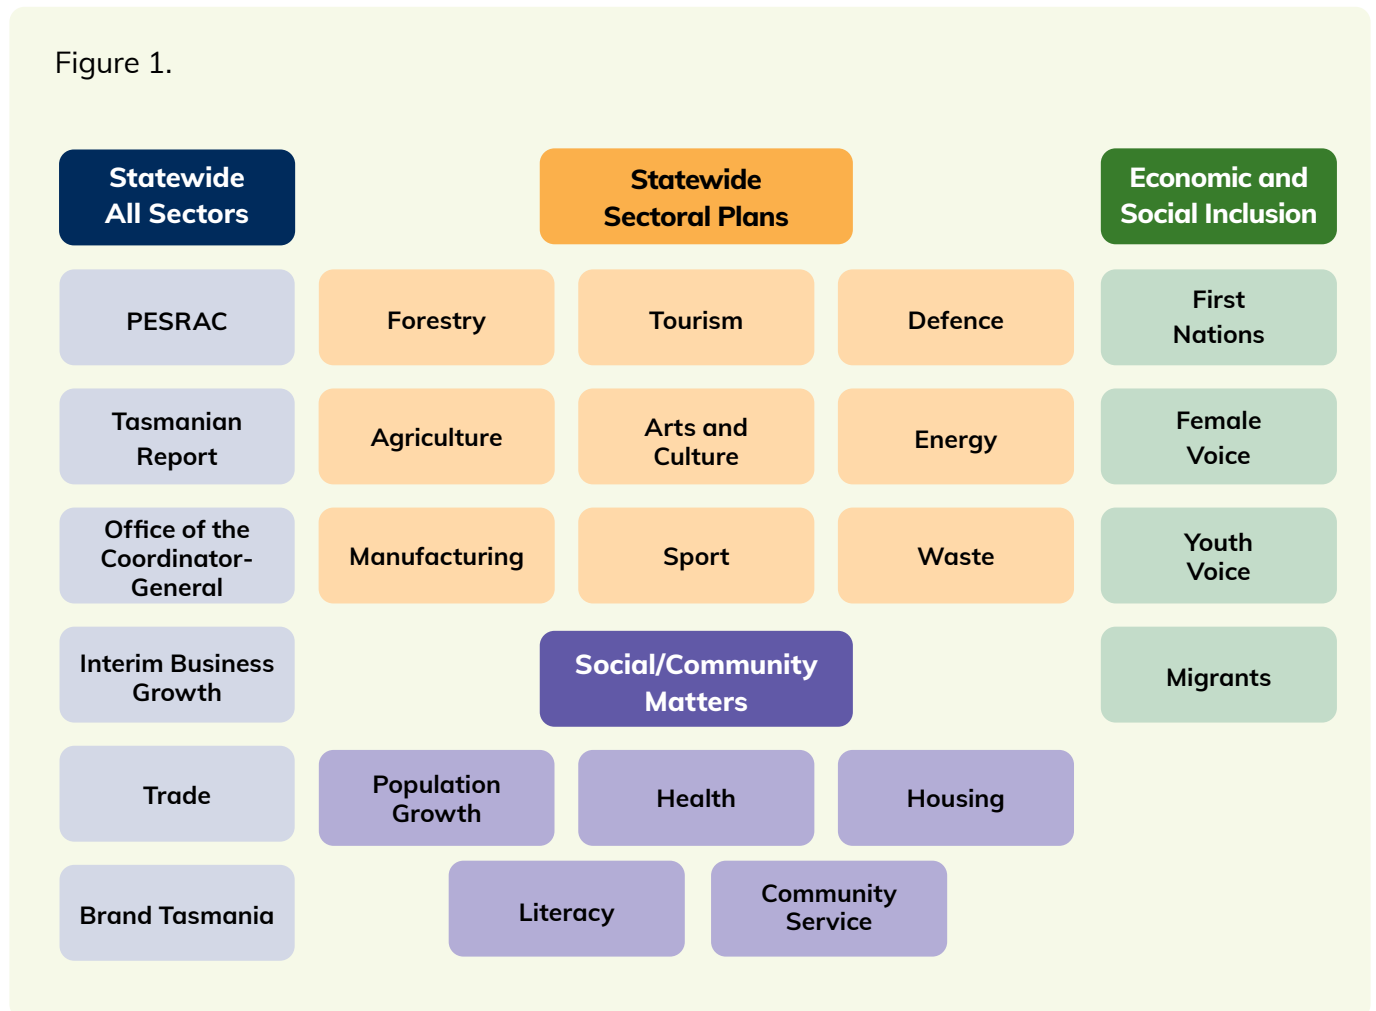 Figure 1.
Statewide
All Sectors
Statewide
Sectoral Plans
Economic and
Social Inclusion
PESRAC
Forestry
Tourism
Defence
First
Nations
Tasmanian
Report
Agriculture
Arts and
Culture
Energy
Female
Voice
Office of the
Coordinator-
General
Manufacturing
Sport
Waste
Youth
Voice
Interim Business
Growth
Social/Community
Matters
Migrants
Trade
Population
Growth
Health
Housing
Brand Tasmania
Literacy
Community
Service